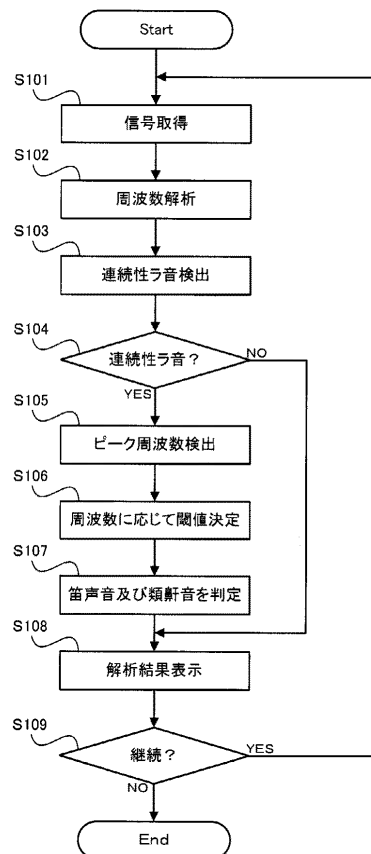 Start
S101
信号取得
S102
周波数解析
S103
連続性ラ音検出
S104
連続性ラ音？
NO
YES
S105
ピーク周波数検出
S106
周波数に応じて閾値決定
S107
笛声音及び類鼾音を判定
S108
解析結果表示
S109
継続？
YES
NO
End